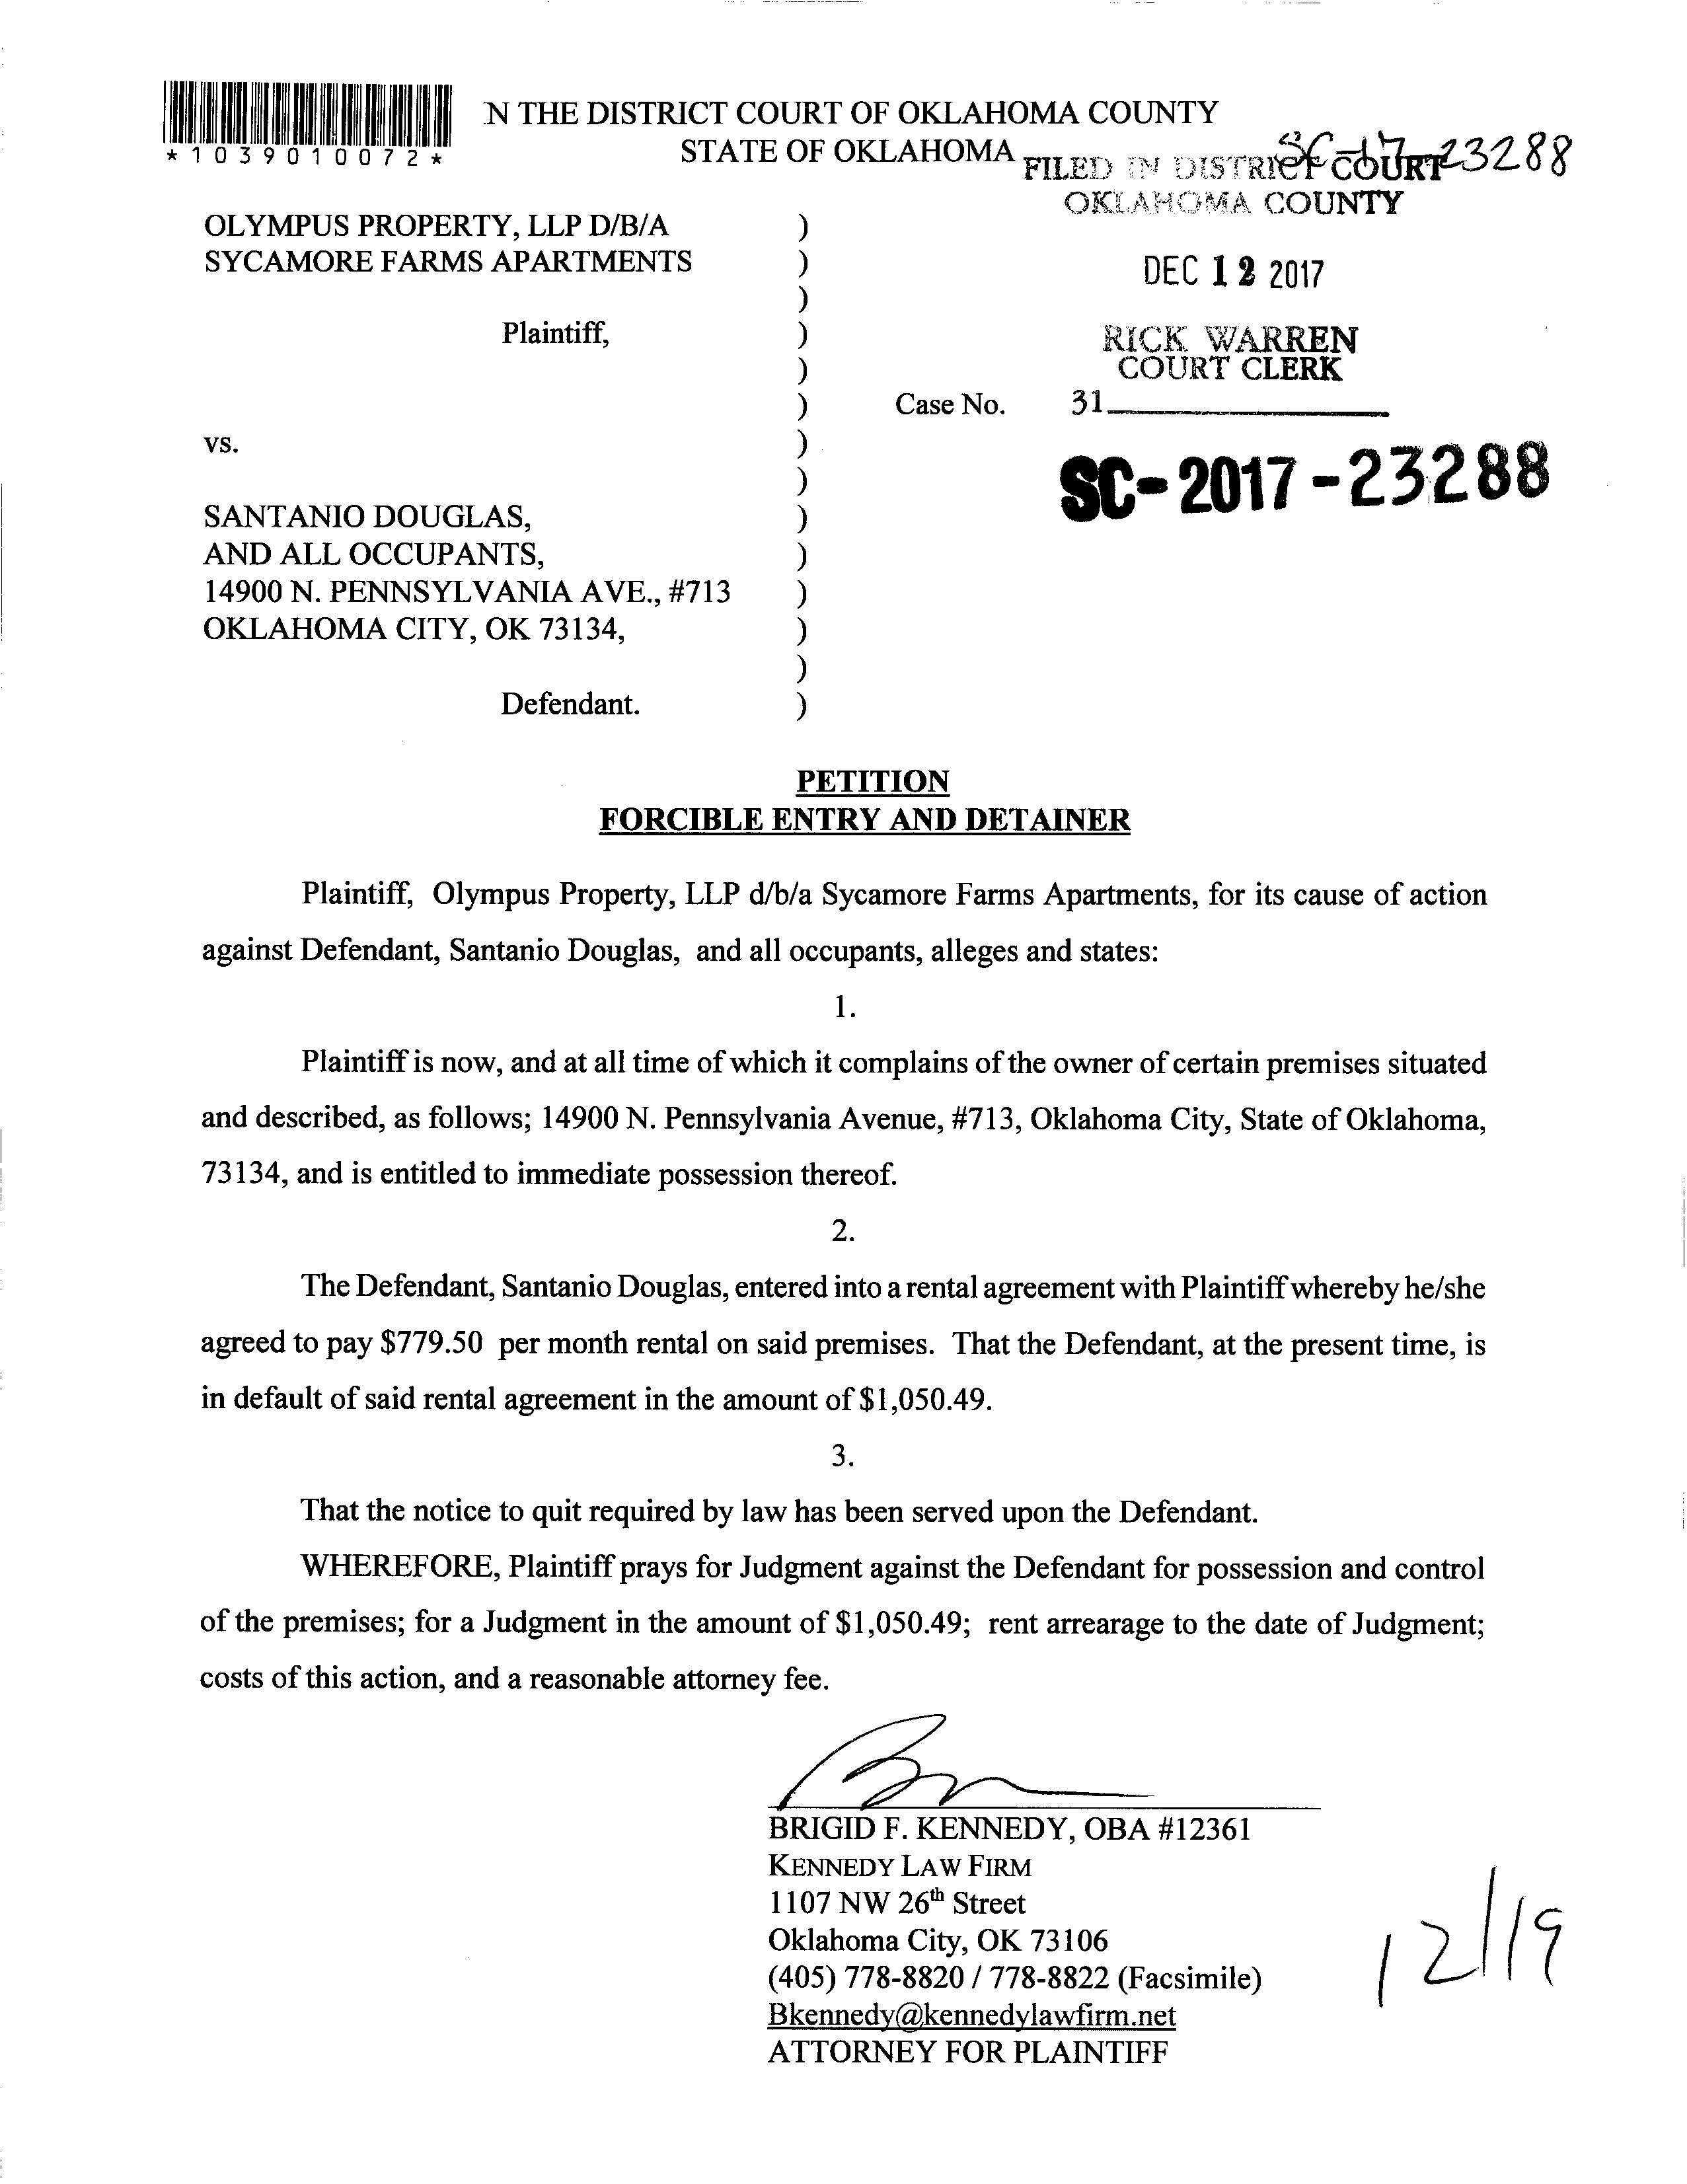 N THE DISTRICT COURT OF OKLAHOMA COUNTY
STATE OF OKLAHOMA
*1039010072*
SC-17-23288
FILED IN DISTRICT COURT
OKLAHOMA COUNTY
DEC 12 2017
RICK WARREN
COURT CLERK
31
OLYMPUS PROPERTY, LLP D/B/A )
SYCAMORE FARMS APARTMENTS )
)
Plaintiff, )
)
) Case No.
vs. )
) SC-2017-23288
SANTANIO DOUGLAS, )
AND ALL OCCUPANTS, )
14900 N. PENNSYLVANIA AVE., #713 )
OKLAHOMA CITY, OK 73134, )
)
Defendant. )
PETITION
FORCIBLE ENTRY AND DETAINER
Plaintiff, Olympus Property, LLP d/b/a Sycamore Farms Apartments, for its cause of action
against Defendant, Santanio Douglas, and all occupants, alleges and states:
1.
Plaintiff is now, and at all time of which it complains of the owner of certain premises situated
and described, as follows; 14900 N. Pennsylvania Avenue, #713, Oklahoma City, State of Oklahoma,
73134, and is entitled to immediate possession thereof.
2.
The Defendant, Santanio Douglas, entered into a rental agreement with Plaintiff whereby he/she
agreed to pay $779.50 per month rental on said premises. That the Defendant, at the present time, is
in default of said rental agreement in the amount of $1,050.49.
3.
That the notice to quit required by law has been served upon the Defendant.
WHEREFORE, Plaintiff prays for Judgment against the Defendant for possession and control
of the premises; for a Judgment in the amount of $1,050.49; rent arrearage to the date of Judgment;
costs of this action, and a reasonable attorney fee.
BRIGID F. KENNEDY, OBA #12361
KENNEDY LAW FIRM
1107 NW 26th Street
Oklahoma City, OK 73106
(405) 778-8820 / 778-8822 (Facsimile)
Bkennedy@kennedylawfirm.net
ATTORNEY FOR PLAINTIFF
12/19